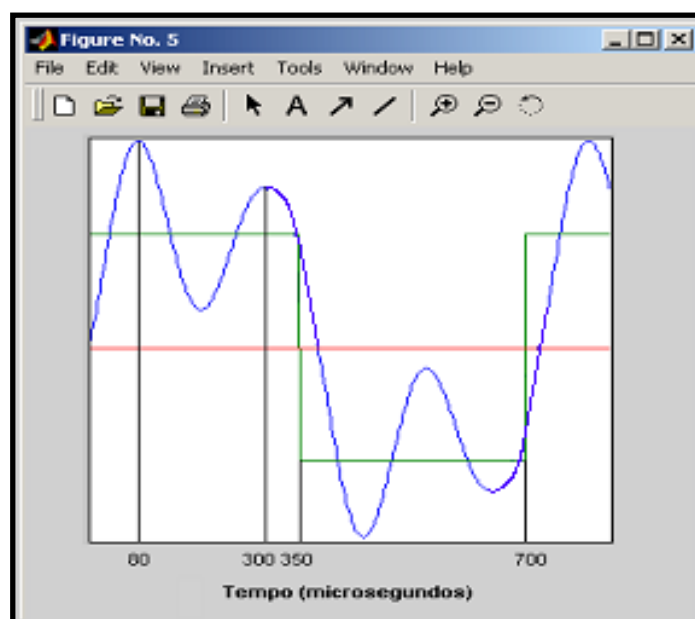 Figure No. 5
File Edit View Insert Tools Window Help
A
80 300 350 700
Tempo (microsegundos)